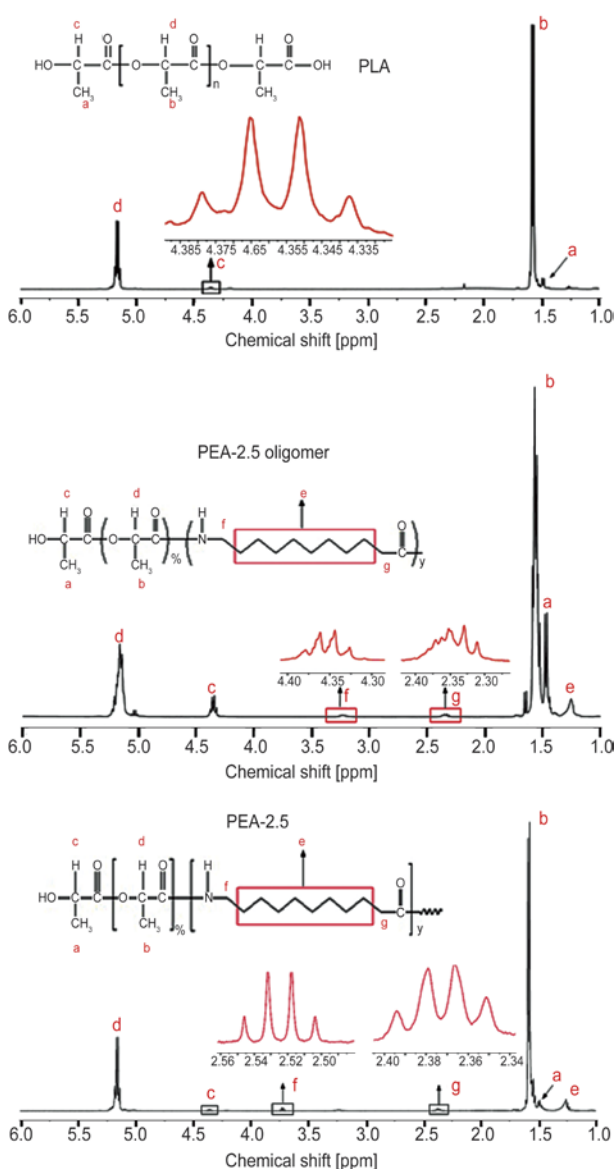 c d
H O H O O
HO C C O C C O C C OH PLA
n
CH₃ CH₃ CH₃
a b
b
d
4.385 4.375 4.65 4.355 4.345 4.335
c
a
6.0 5.5 5.0 4.5 4.0 3.5 3.0 2.5 2.0 1.5 1.0
Chemical shift [ppm]
b
PEA-2.5 oligomer
c d e
H O H O H O
HO C C O C C N f C
CH₃ CH₃ % g y
a b
a
d
4.40 4.35 4.30 2.40 2.35 2.30
c f g e
6.0 5.5 5.0 4.5 4.0 3.5 3.0 2.5 2.0 1.5 1.0
Chemical shift [ppm]
PEA-2.5
b
c d e
H O H O H O
HO C C O C C N f C
CH₃ CH₃ % g y
a b
d
2.56 2.54 2.52 2.50 2.40 2.38 2.36 2.34
c f g a e
6.0 5.5 5.0 4.5 4.0 3.5 3.0 2.5 2.0 1.5 1.0
Chemical shift [ppm]